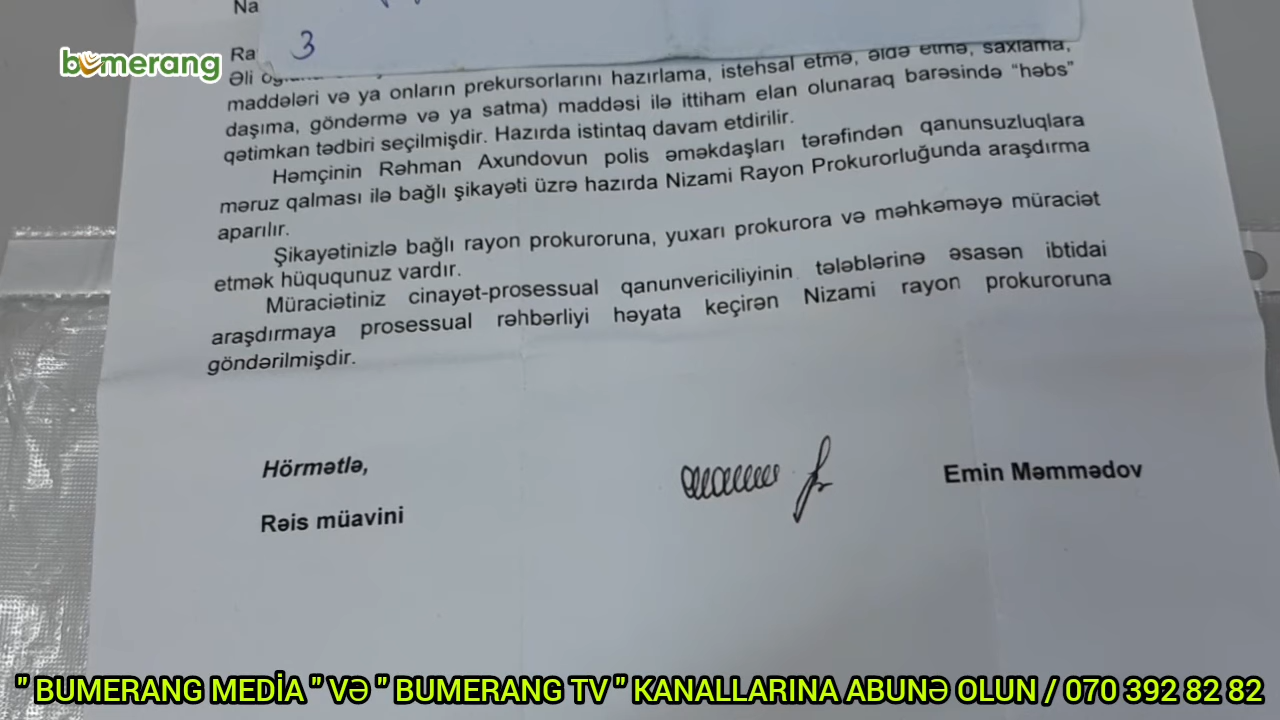 Na
bumerang
3
Ra
Əli
maddələri və ya onların prekursorlarını hazırlama, istehsal etmə, əldə etmə, saxlama,
daşıma, göndərmə və ya satma) maddəsi ilə ittiham elan olunaraq barəsində “həbs”
qətimkan tədbiri seçilmişdir. Hazırda istintaq davam etdirilir.
Həmçinin Rəhman Axundovun polis əməkdaşları tərəfindən qanunsuzluqlara
məruz qalması ilə bağlı şikayəti üzrə hazırda Nizami Rayon Prokurorluğunda araşdırma
aparılır.
Şikayətinizlə bağlı rayon prokuroruna, yuxarı prokurora və məhkəməyə müraciət
etmək hüququnuz vardır.
Müraciətiniz cinayət-prosessual qanunvericiliyinin tələblərinə əsasən ibtidai
araşdırmaya prosessual rəhbərliyi həyata keçirən Nizami rayon prokuroruna
göndərilmişdir.
Hörmətlə,
Rəis müavini
Emin Məmmədov
" BUMERANG MEDİA " VƏ " BUMERANG TV " KANALLARINA ABUNƏ OLUN / 070 392 82 82